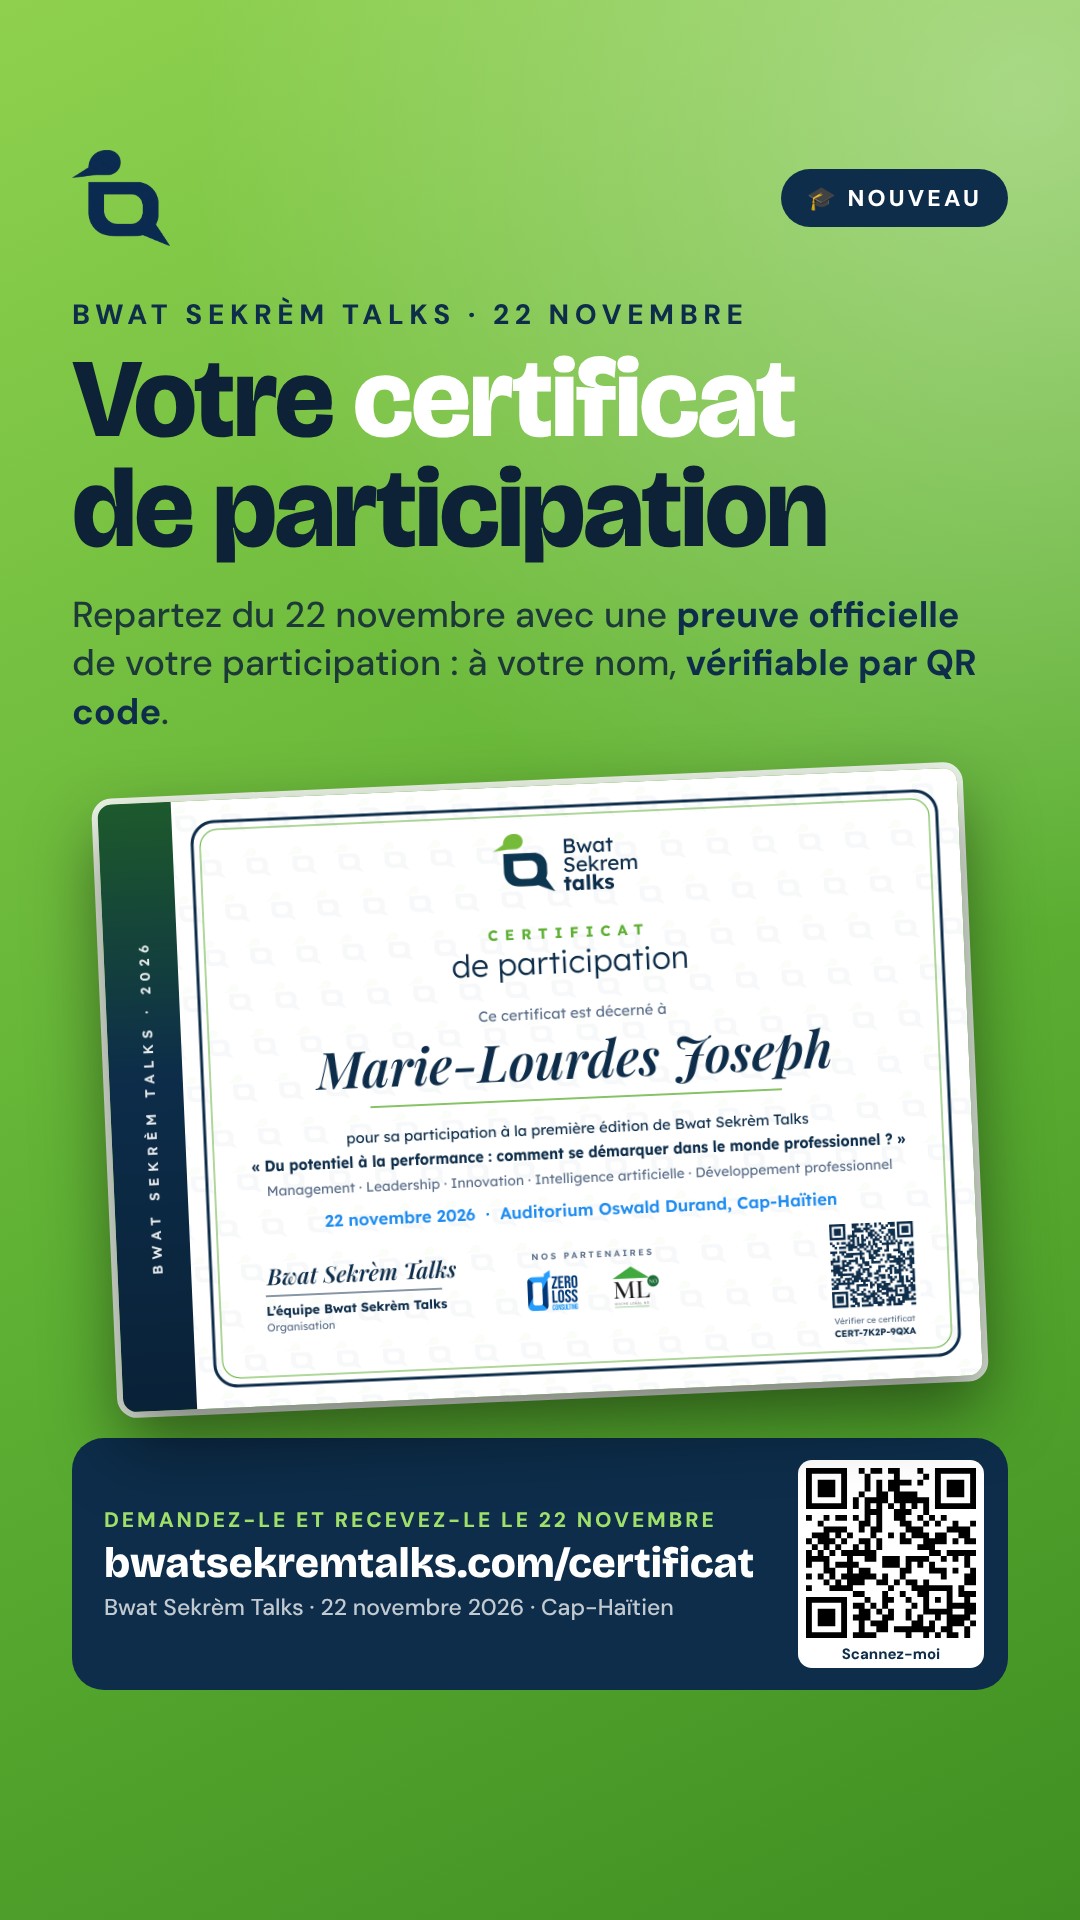 🎓 NOUVEAU
BWAT SEKRÈM TALKS · 22 NOVEMBRE
Votre certificat
de participation
Repartez du 22 novembre avec une preuve officielle
de votre participation : à votre nom, vérifiable par QR
code.
BWAT SEKRÈM TALKS · 2026
Bwat
Sekrem
talks
CERTIFICAT
de participation
Ce certificat est décerné à
Marie-Lourdes Joseph
pour sa participation à la première édition de Bwat Sekrèm Talks
« Du potentiel à la performance : comment se démarquer dans le monde professionnel ? »
Management · Leadership · Innovation · Intelligence artificielle · Développement professionnel
22 novembre 2026 · Auditorium Oswald Durand, Cap-Haïtien
Bwat Sekrèm Talks
L'équipe Bwat Sekrèm Talks
Organisation
NOS PARTENAIRES
ZERO
LOSS
CONSULTING
ML
Vérifier ce certificat
CERT-7K2P-9QXA
DEMANDEZ-LE ET RECEVEZ-LE LE 22 NOVEMBRE
bwatsekremtalks.com/certificat
Bwat Sekrèm Talks · 22 novembre 2026 · Cap-Haïtien
Scannez-moi